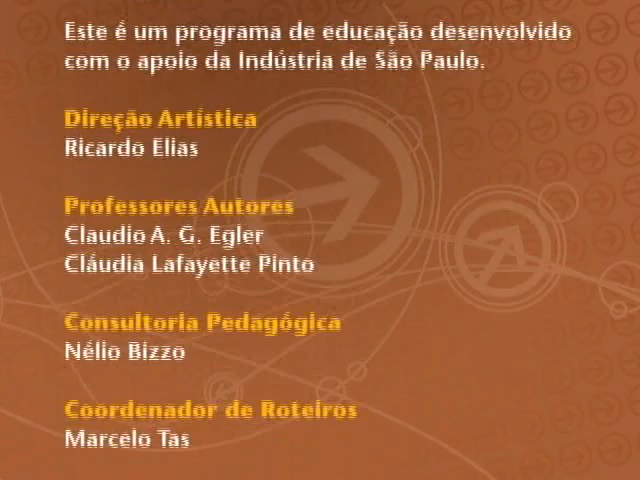 Este é um programa de educação desenvolvido
com o apoio da Indústria de São Paulo.
Direção Artística
Ricardo Elias
Professores Autores
Claudio A. G. Egler
Cláudia Lafayette Pinto
Consultoria Pedagógica
Nélio Bizzo
Coordenador de Roteiros
Marcelo Tas